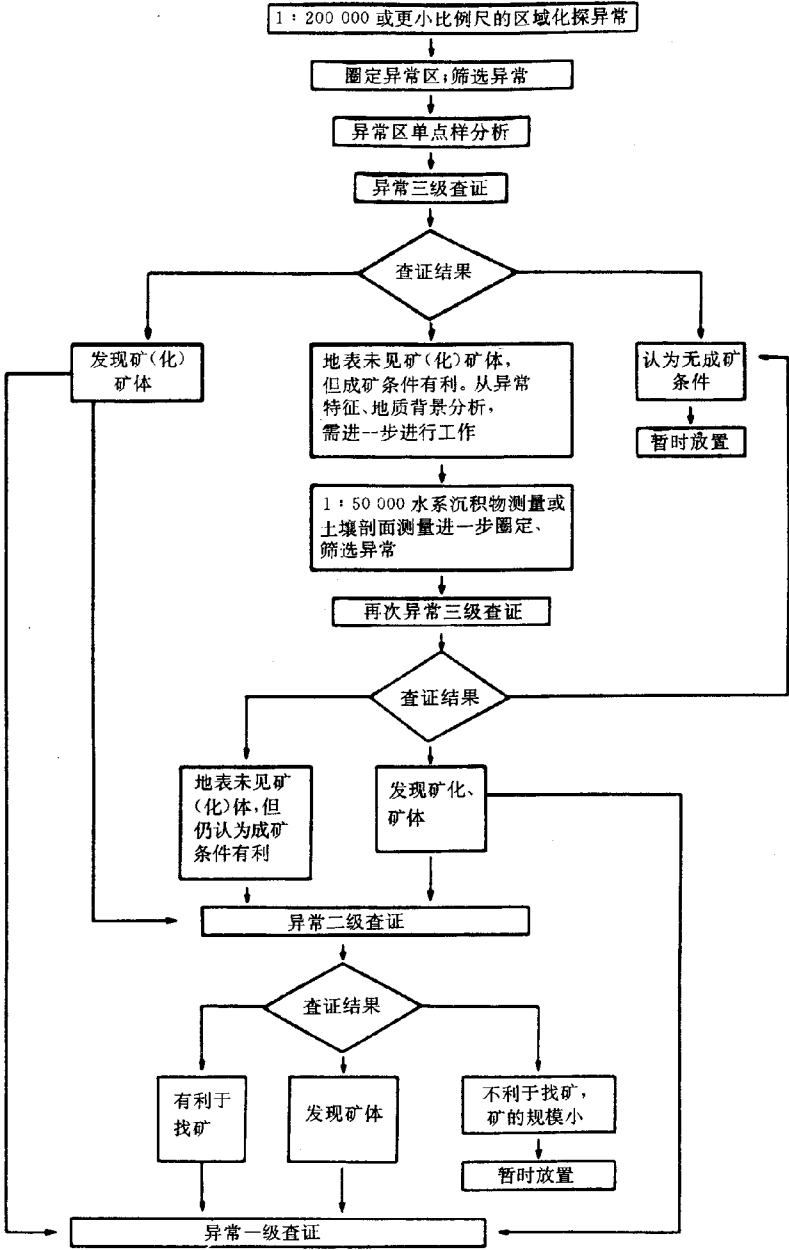 1：200 000或更小比例尺的区域化探异常
圈定异常区；筛选异常
异常区单点样分析
异常三级查证
查证结果
发现矿(化)
矿体
地表未见矿(化)矿体，
但成矿条件有利。从异常
特征、地质背景分析，
需进一步进行工作
认为无成矿
条件
暂时放置
1：50 000水系沉积物测量或
土壤剖面测量进一步圈定、
筛选异常
再次异常三级查证
查证结果
地表未见矿
(化)体，但
仍认为成矿
条件有利
发现矿化、
矿体
异常二级查证
查证结果
有利于
找矿
发现矿体
不利于找矿，
矿的规模小
暂时放置
异常一级查证